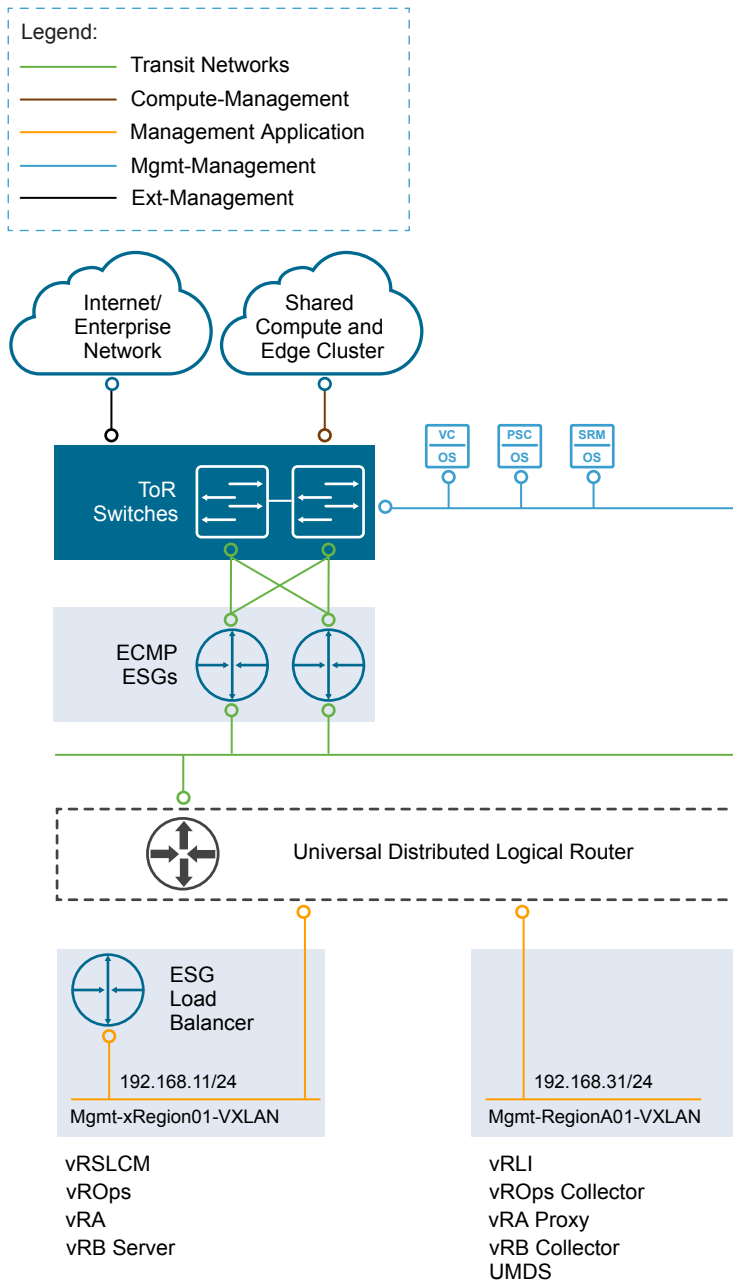 Legend:
Transit Networks
Compute-Management
Management Application
Mgmt-Management
Ext-Management
Internet/
Enterprise
Network
Shared
Compute and
Edge Cluster
VC
OS
PSC
OS
SRM
OS
ToR
Switches
ECMP
ESGs
Universal Distributed Logical Router
ESG
Load
Balancer
192.168.11/24
Mgmt-xRegion01-VXLAN
192.168.31/24
Mgmt-RegionA01-VXLAN
vRSLCM
vROps
vRA
vRB Server
vRLI
vROps Collector
vRA Proxy
vRB Collector
UMDS